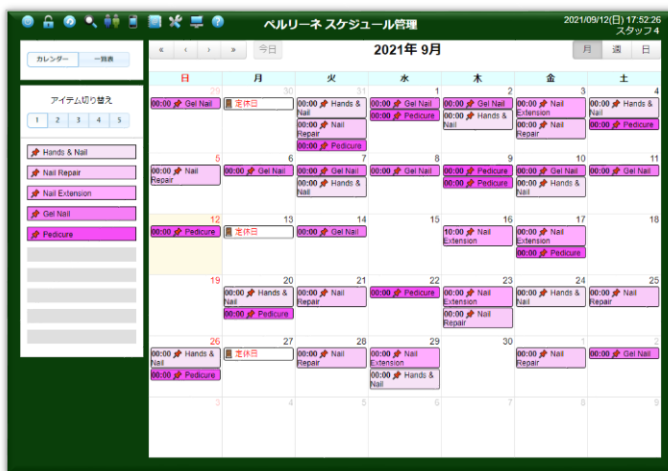 ペルリーネ スケジュール管理
2021/09/12(日) 17:52:26
スタッフ4
カレンダー 一覧表
アイテム切り替え
1 2 3 4 5
Hands & Nail
Nail Repair
Nail Extension
Gel Nail
Pedicure
« ‹ › » 今日 2021年 9月 月 週 日
日 月 火 水 木 金 土
29 30 31 1 2 3 4
00:00 Gel Nail
定休日
00:00 Hands &
Nail
00:00 Nail
Repair
00:00 Pedicure
00:00 Gel Nail
00:00 Pedicure
00:00 Gel Nail
00:00 Hands &
Nail
00:00 Nail
Extension
00:00 Nail
Repair
00:00 Hands &
Nail
00:00 Pedicure
5 6 7 8 9 10 11
00:00 Nail
Repair
00:00 Gel Nail
00:00 Gel Nail
00:00 Hands &
Nail
00:00 Gel Nail
00:00 Pedicure
00:00 Pedicure
00:00 Gel Nail
00:00 Hands &
Nail
00:00 Gel Nail
12 13 14 15 16 17 18
00:00 Pedicure
定休日
00:00 Gel Nail
10:00 Nail
Extension
00:00 Nail
Extension
00:00 Pedicure
19 20 21 22 23 24 25
00:00 Hands &
Nail
00:00 Pedicure
00:00 Nail
Repair
00:00 Pedicure
00:00 Nail
Extension
00:00 Nail
Repair
00:00 Hands &
Nail
00:00 Nail
Repair
26 27 28 29 30 1 2
00:00 Hands &
Nail
00:00 Pedicure
定休日
00:00 Nail
Repair
00:00 Nail
Extension
00:00 Hands &
Nail
00:00 Nail
Repair
00:00 Gel Nail
3 4 5 6 7 8 9